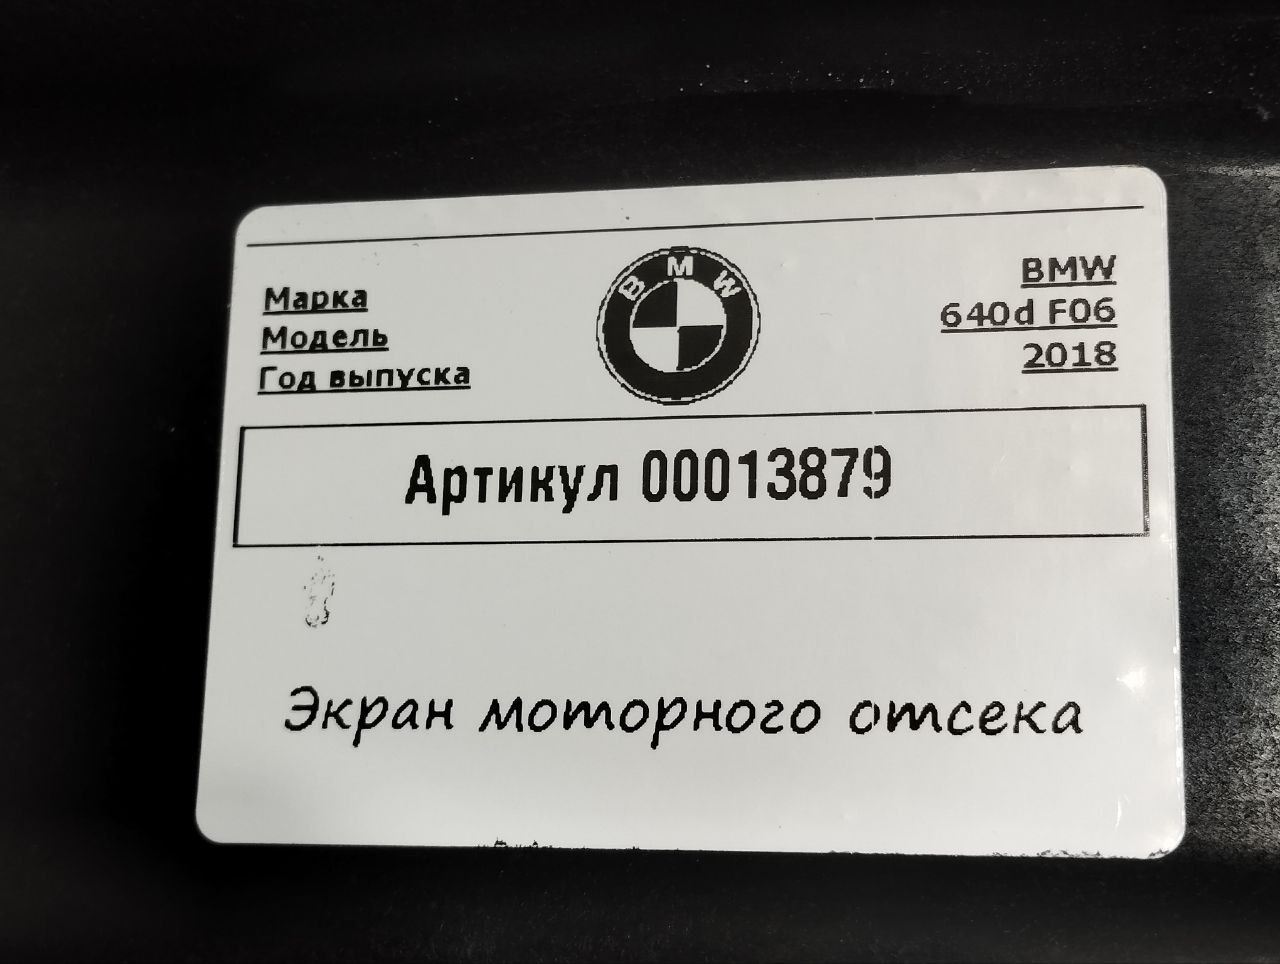 Марка
Модель
Год выпуска
BMW
BMW
640d F06
2018
Артикул 00013879
Экран моторного отсека